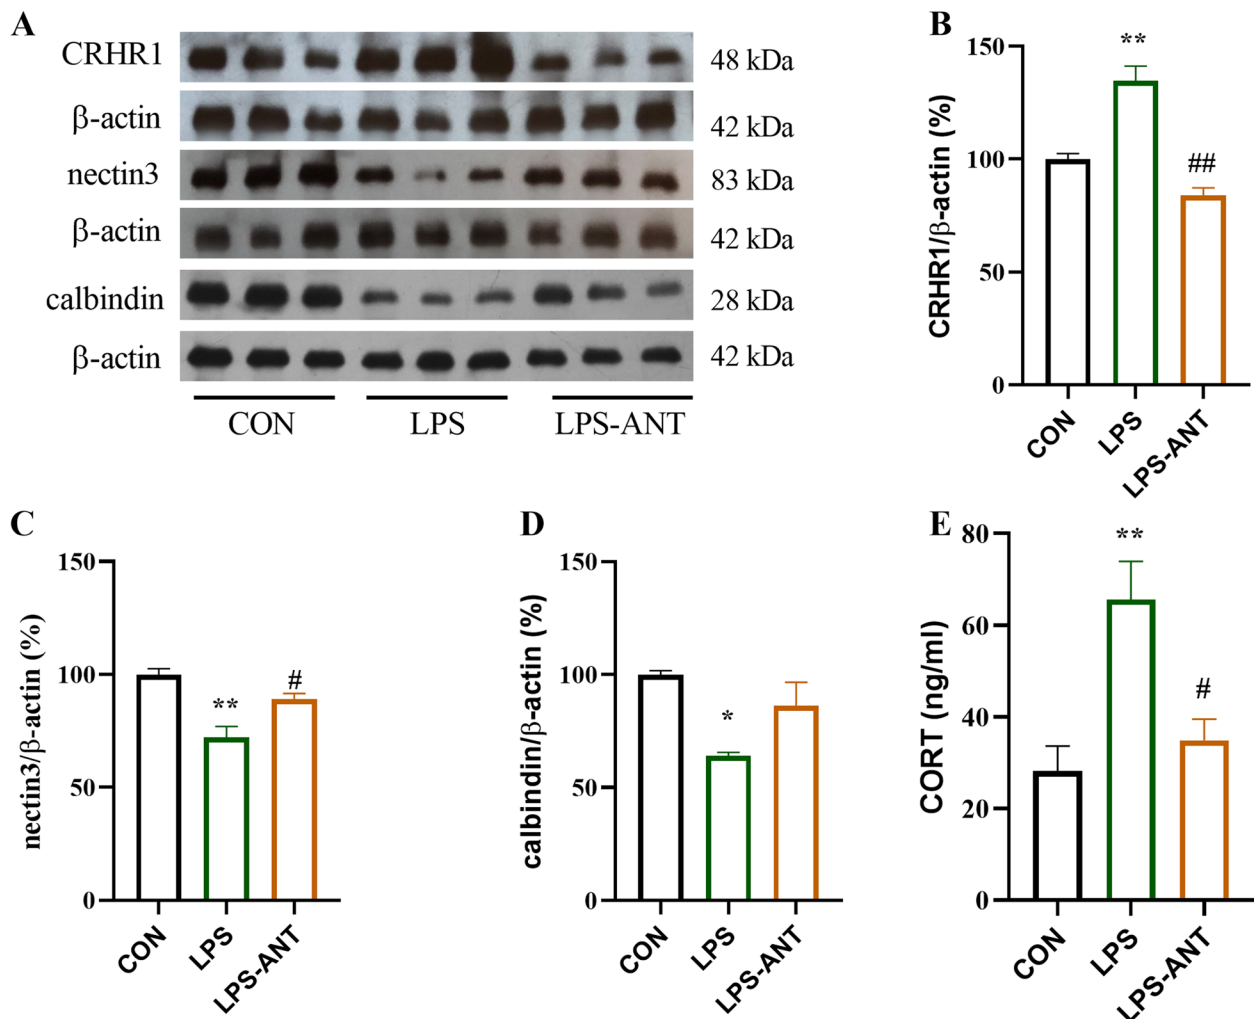 A
CRHR1
48 kDa
β-actin
42 kDa
nectin3
83 kDa
β-actin
42 kDa
calbindin
28 kDa
β-actin
42 kDa
CON
LPS
LPS-ANT
B
CRHR1/β-actin (%)
150
100
50
0
**
##
CON
LPS
LPS-ANT
C
nectin3/β-actin (%)
150
100
50
0
**
#
CON
LPS
LPS-ANT
D
calbindin/β-actin (%)
150
100
50
0
*
CON
LPS
LPS-ANT
E
CORT (ng/ml)
80
60
40
20
0
**
#
CON
LPS
LPS-ANT